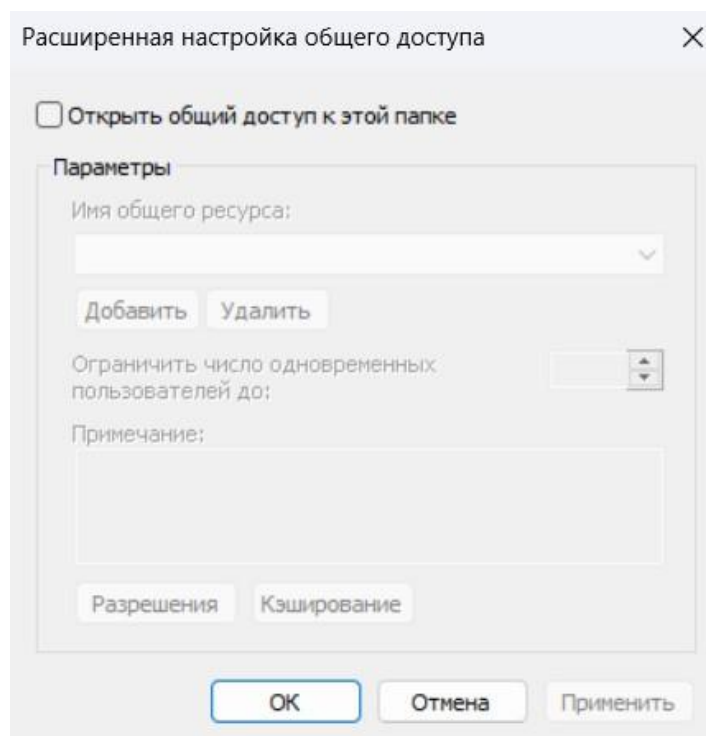 Расширенная настройка общего доступа
Открыть общий доступ к этой папке
Параметры
Имя общего ресурса:
Добавить Удалить
Ограничить число одновременных
пользователей до:
Примечание:
Разрешения Кэширование
ОК Отмена Применить